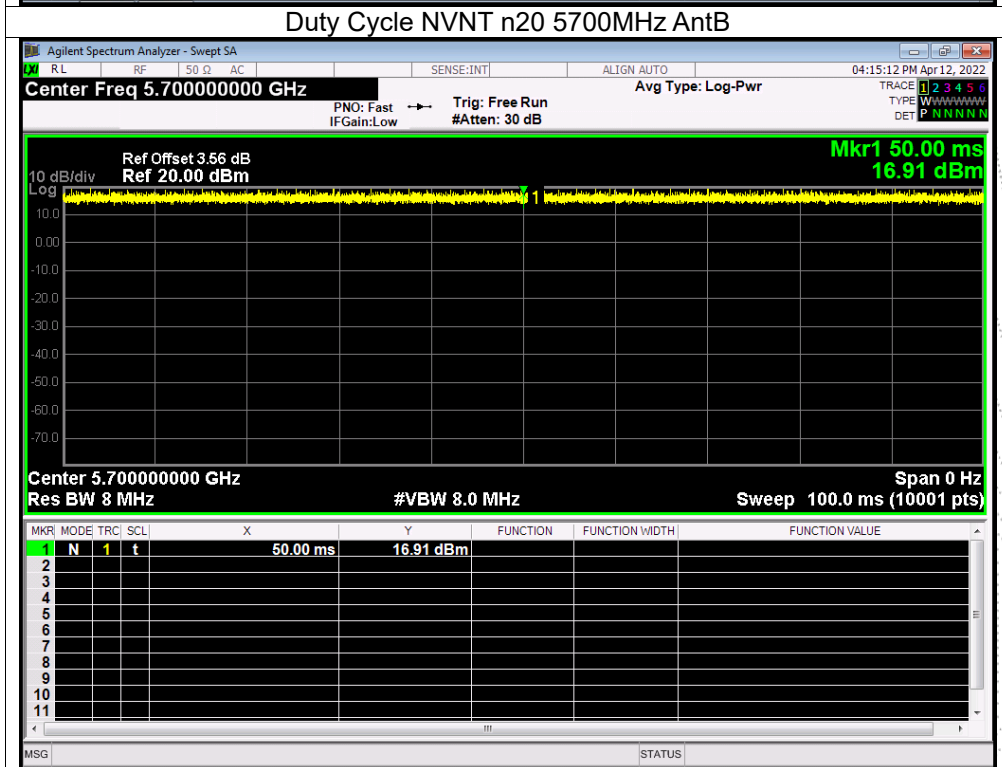 Duty Cycle NVNT n20 5700MHz AntB
Agilent Spectrum Analyzer - Swept SA
LXI RL RF 50 Ω AC SENSE:INT ALIGN AUTO 04:15:12 PM Apr 12, 2022
Center Freq 5.700000000 GHz Avg Type: Log-Pwr TRACE 1 2 3 4 5 6
PNO: Fast Trig: Free Run TYPE WWWWWW
IFGain:Low #Atten: 30 dB DET P N N N N N
Mkr1 50.00 ms
Ref Offset 3.56 dB
10 dB/div Ref 20.00 dBm 16.91 dBm
Log
1
10.0
0.00
-10.0
-20.0
-30.0
-40.0
-50.0
-60.0
-70.0
Center 5.700000000 GHz Span 0 Hz
Res BW 8 MHz #VBW 8.0 MHz Sweep 100.0 ms (10001 pts)
MKR MODE TRC SCL X Y FUNCTION FUNCTION WIDTH FUNCTION VALUE
1 N 1 t 50.00 ms 16.91 dBm
2
3
4
5
6
7
8
9
10
11
MSG STATUS